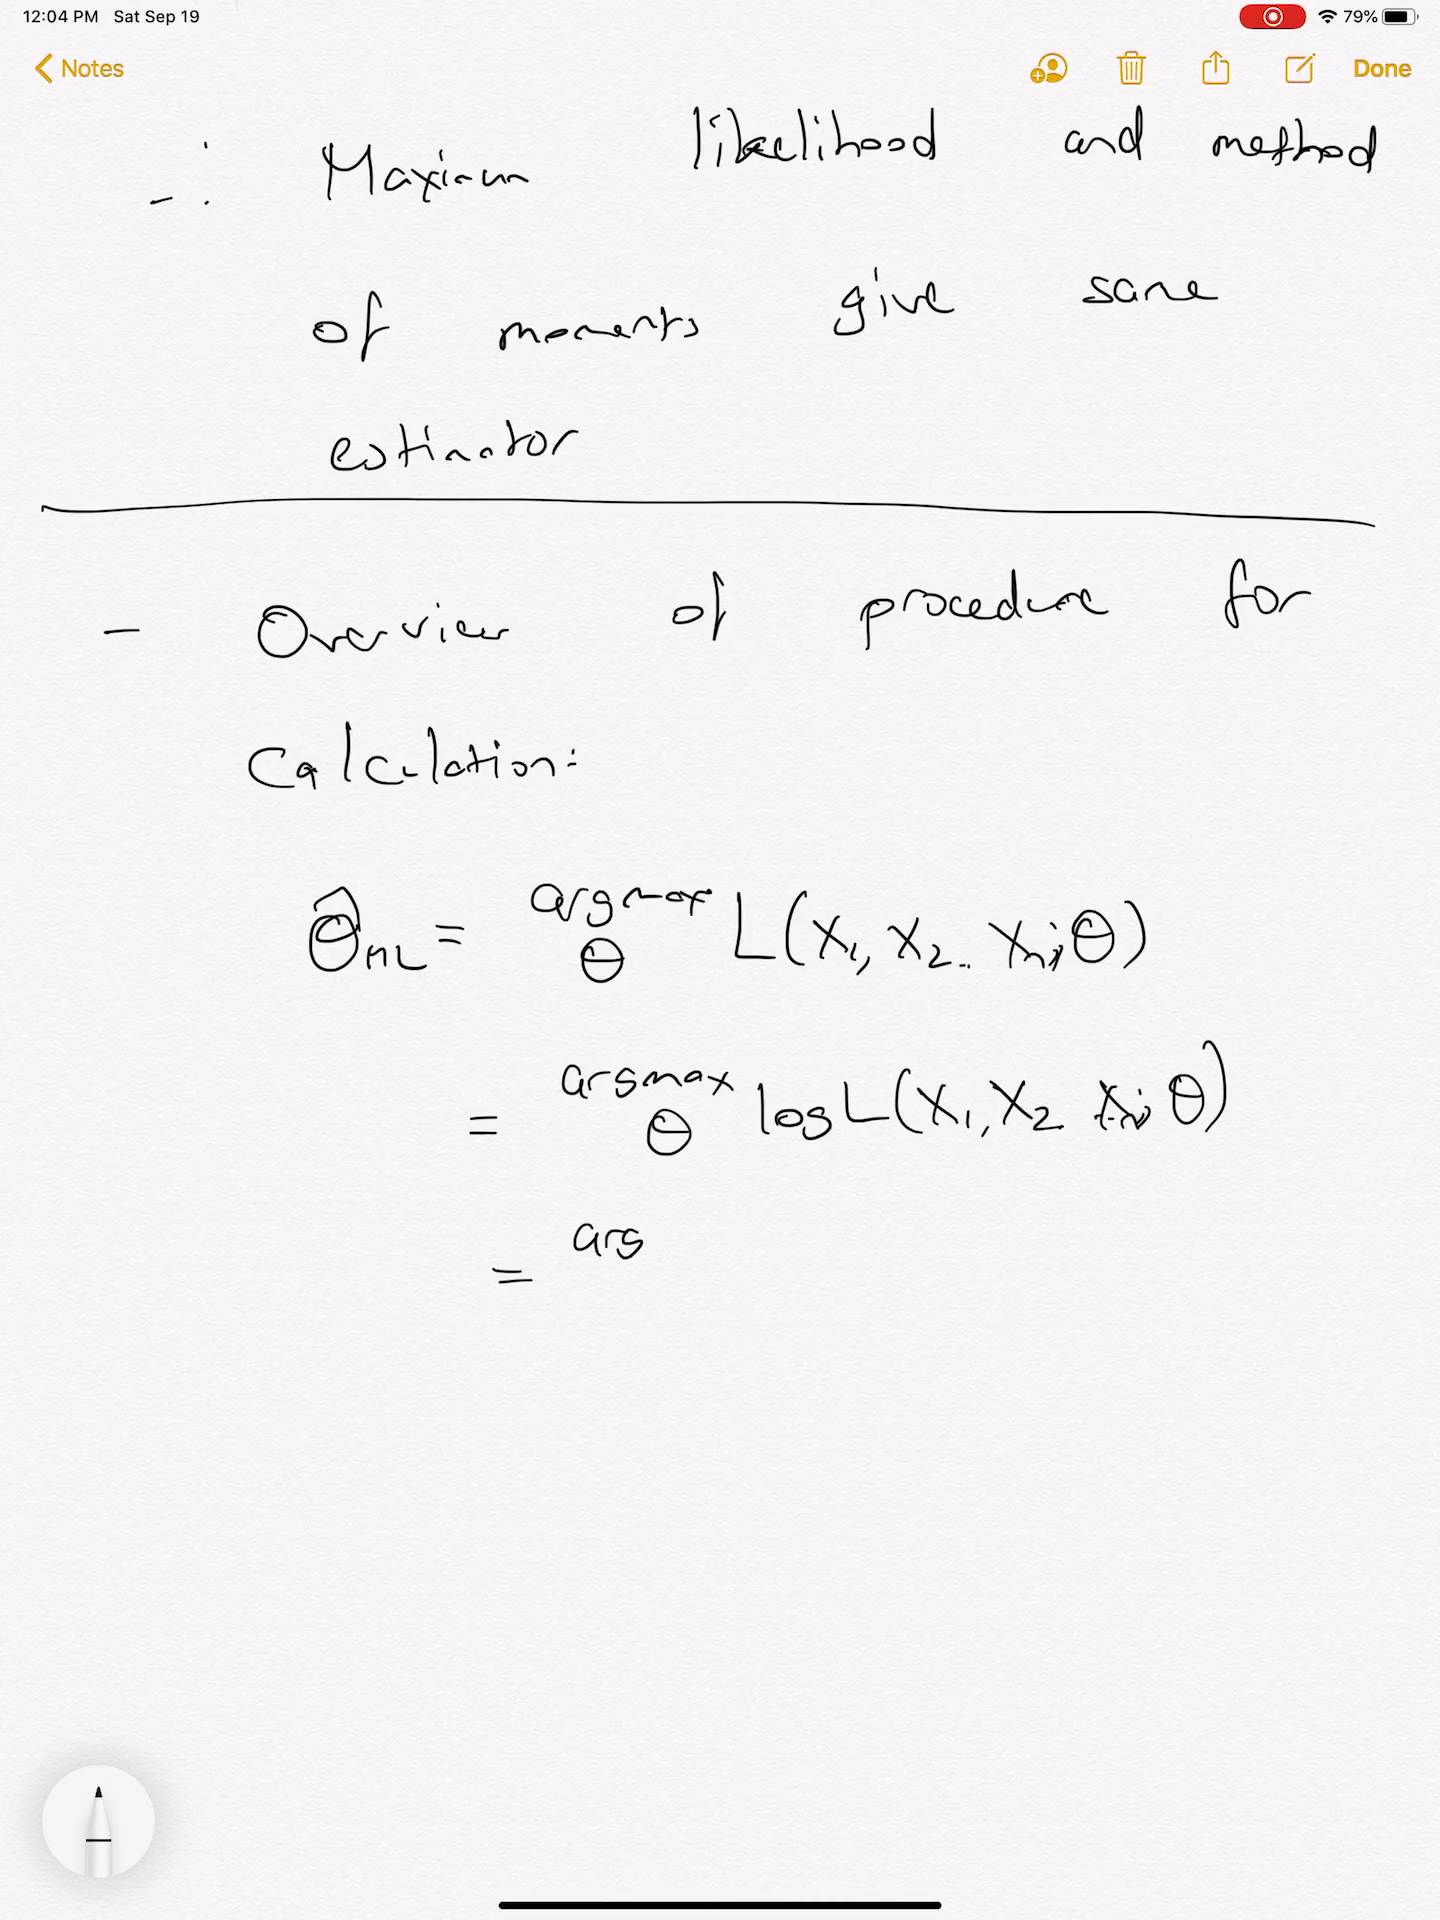 12:04 PM Sat Sep 19 79%
Notes Done
∴ Maximum likelihood and method
of moments give same
estimator
- Overview of procedure for
Calculation:
θ̂ML = argmax θ L(X1, X2.. Xn; θ)
= argmax θ log L(X1, X2 Xn; θ)
= arg